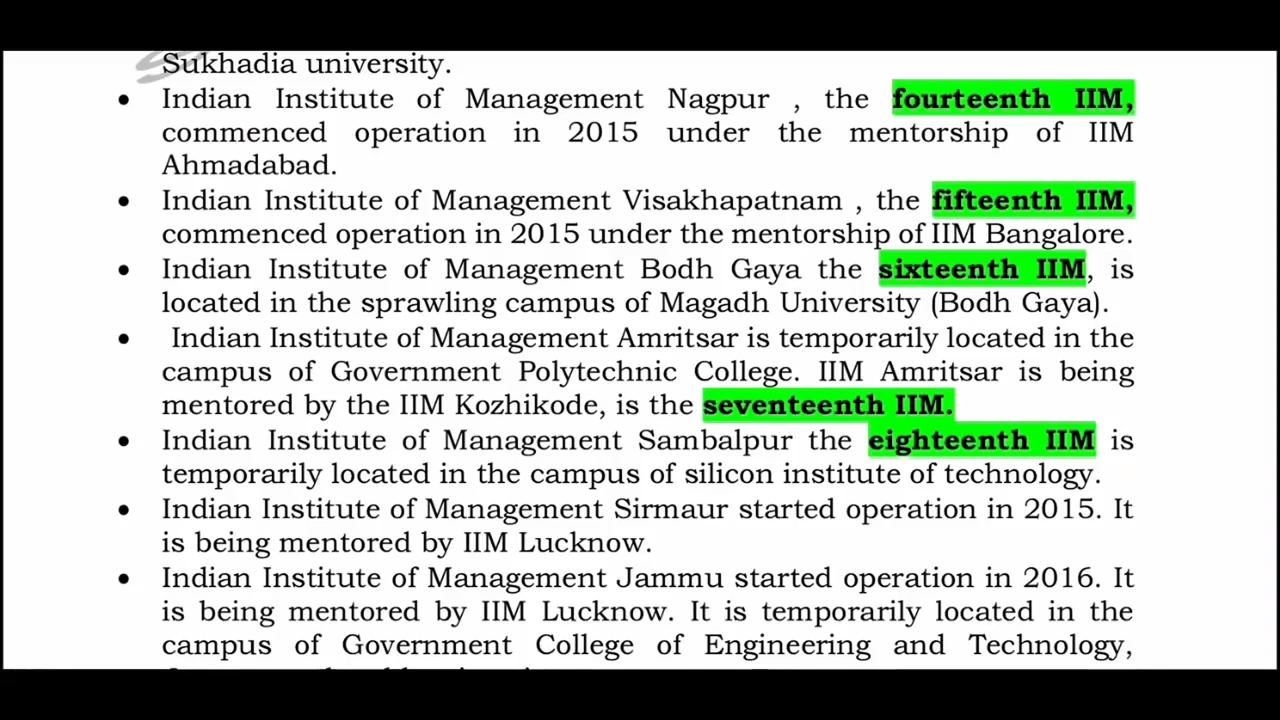 Sukhadia university.
• Indian Institute of Management Nagpur , the fourteenth IIM,
commenced operation in 2015 under the mentorship of IIM
Ahmadabad.
• Indian Institute of Management Visakhapatnam , the fifteenth IIM,
commenced operation in 2015 under the mentorship of IIM Bangalore.
• Indian Institute of Management Bodh Gaya the sixteenth IIM, is
located in the sprawling campus of Magadh University (Bodh Gaya).
• Indian Institute of Management Amritsar is temporarily located in the
campus of Government Polytechnic College. IIM Amritsar is being
mentored by the IIM Kozhikode, is the seventeenth IIM.
• Indian Institute of Management Sambalpur the eighteenth IIM is
temporarily located in the campus of silicon institute of technology.
• Indian Institute of Management Sirmaur started operation in 2015. It
is being mentored by IIM Lucknow.
• Indian Institute of Management Jammu started operation in 2016. It
is being mentored by IIM Lucknow. It is temporarily located in the
campus of Government College of Engineering and Technology,